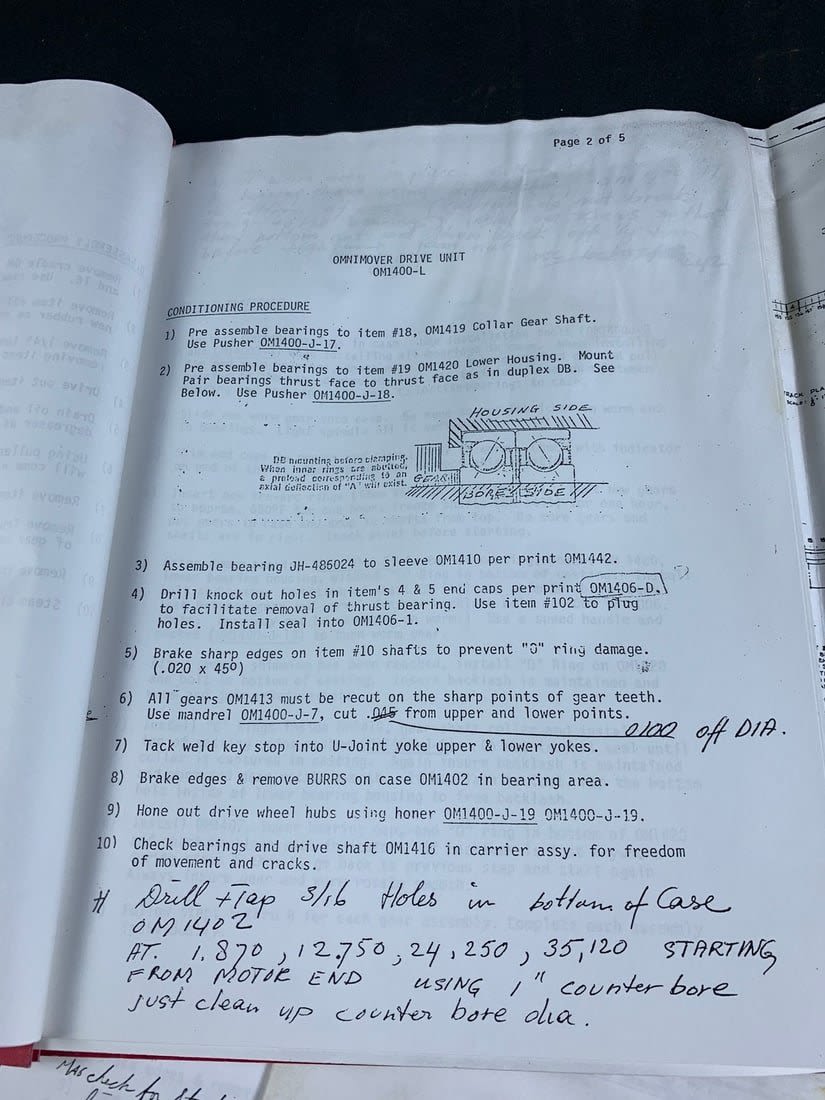 Page 2 of 5
OMNIMOVER DRIVE UNIT
OM1400-L
CONDITIONING PROCEDURE
1) Pre assemble bearings to item #18, OM1419 Collar Gear Shaft.
Use Pusher OM1400-J-17.
2) Pre assemble bearings to item #19 OM1420 Lower Housing. Mount
Pair bearings thrust face to thrust face as in duplex DB. See
Below. Use Pusher OM1400-J-18.
HOUSING SIDE
DB mounting before clamping.
When inner rings are abutted,
a preload corresponding to an
axial deflection of "A" will exist.
GEAR
BORE SIDE
3) Assemble bearing JH-486024 to sleeve OM1410 per print OM1442.
4) Drill knock out holes in item's 4 & 5 end caps per print OM1406-D.
to facilitate removal of thrust bearing. Use item #102 to plug
holes. Install seal into OM1406-1.
5) Brake sharp edges on item #10 shafts to prevent "O" ring damage.
(.020 x 45º)
6) All gears OM1413 must be recut on the sharp points of gear teeth.
Use mandrel OM1400-J-7, cut .045 from upper and lower points.
0100 off DIA.
7) Tack weld key stop into U-Joint yoke upper & lower yokes.
8) Brake edges & remove BURRS on case OM1402 in bearing area.
9) Hone out drive wheel hubs using honer OM1400-J-19 OM1400-J-19.
10) Check bearings and drive shaft OM1416 in carrier assy. for freedom
of movement and cracks.
# Drill + Tap 3/16 Holes in bottom of Case
OM 1402
AT. 1.870, 12.750, 24,250, 35,120 STARTING
FROM MOTOR END USING 1" counter bore
just clean up counter bore dia.
MAS check for